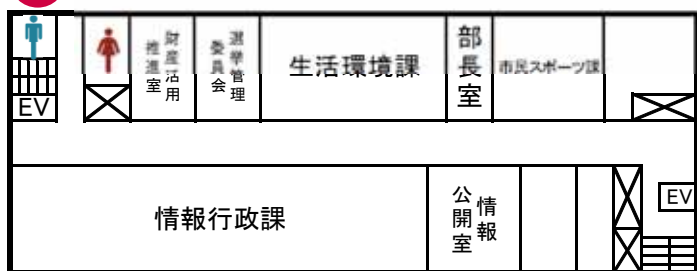 財産活用
推進室
選挙管理
委員会
生活環境課
部長室
市民スポーツ課
EV
EV
情報行政課
情報
公開室